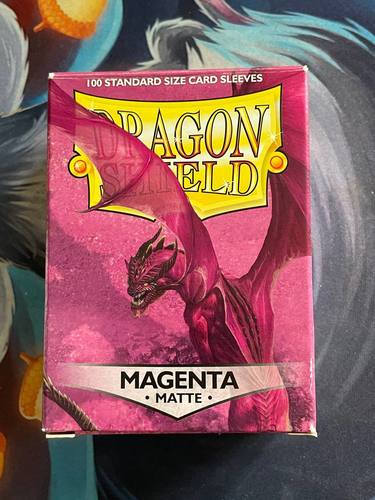 100 STANDARD SIZE CARD SLEEVES
DRAGON
SHIELD
MAGENTA
• MATTE •